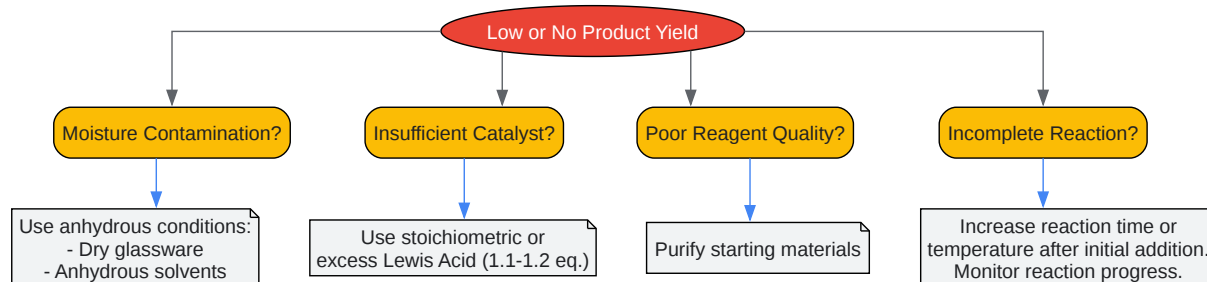 Low or No Product Yield
Moisture Contamination?
Insufficient Catalyst?
Poor Reagent Quality?
Incomplete Reaction?
Use anhydrous conditions:
- Dry glassware
- Anhydrous solvents
Use stoichiometric or
excess Lewis Acid (1.1-1.2 eq.)
Purify starting materials
Increase reaction time or
temperature after initial addition.
Monitor reaction progress.